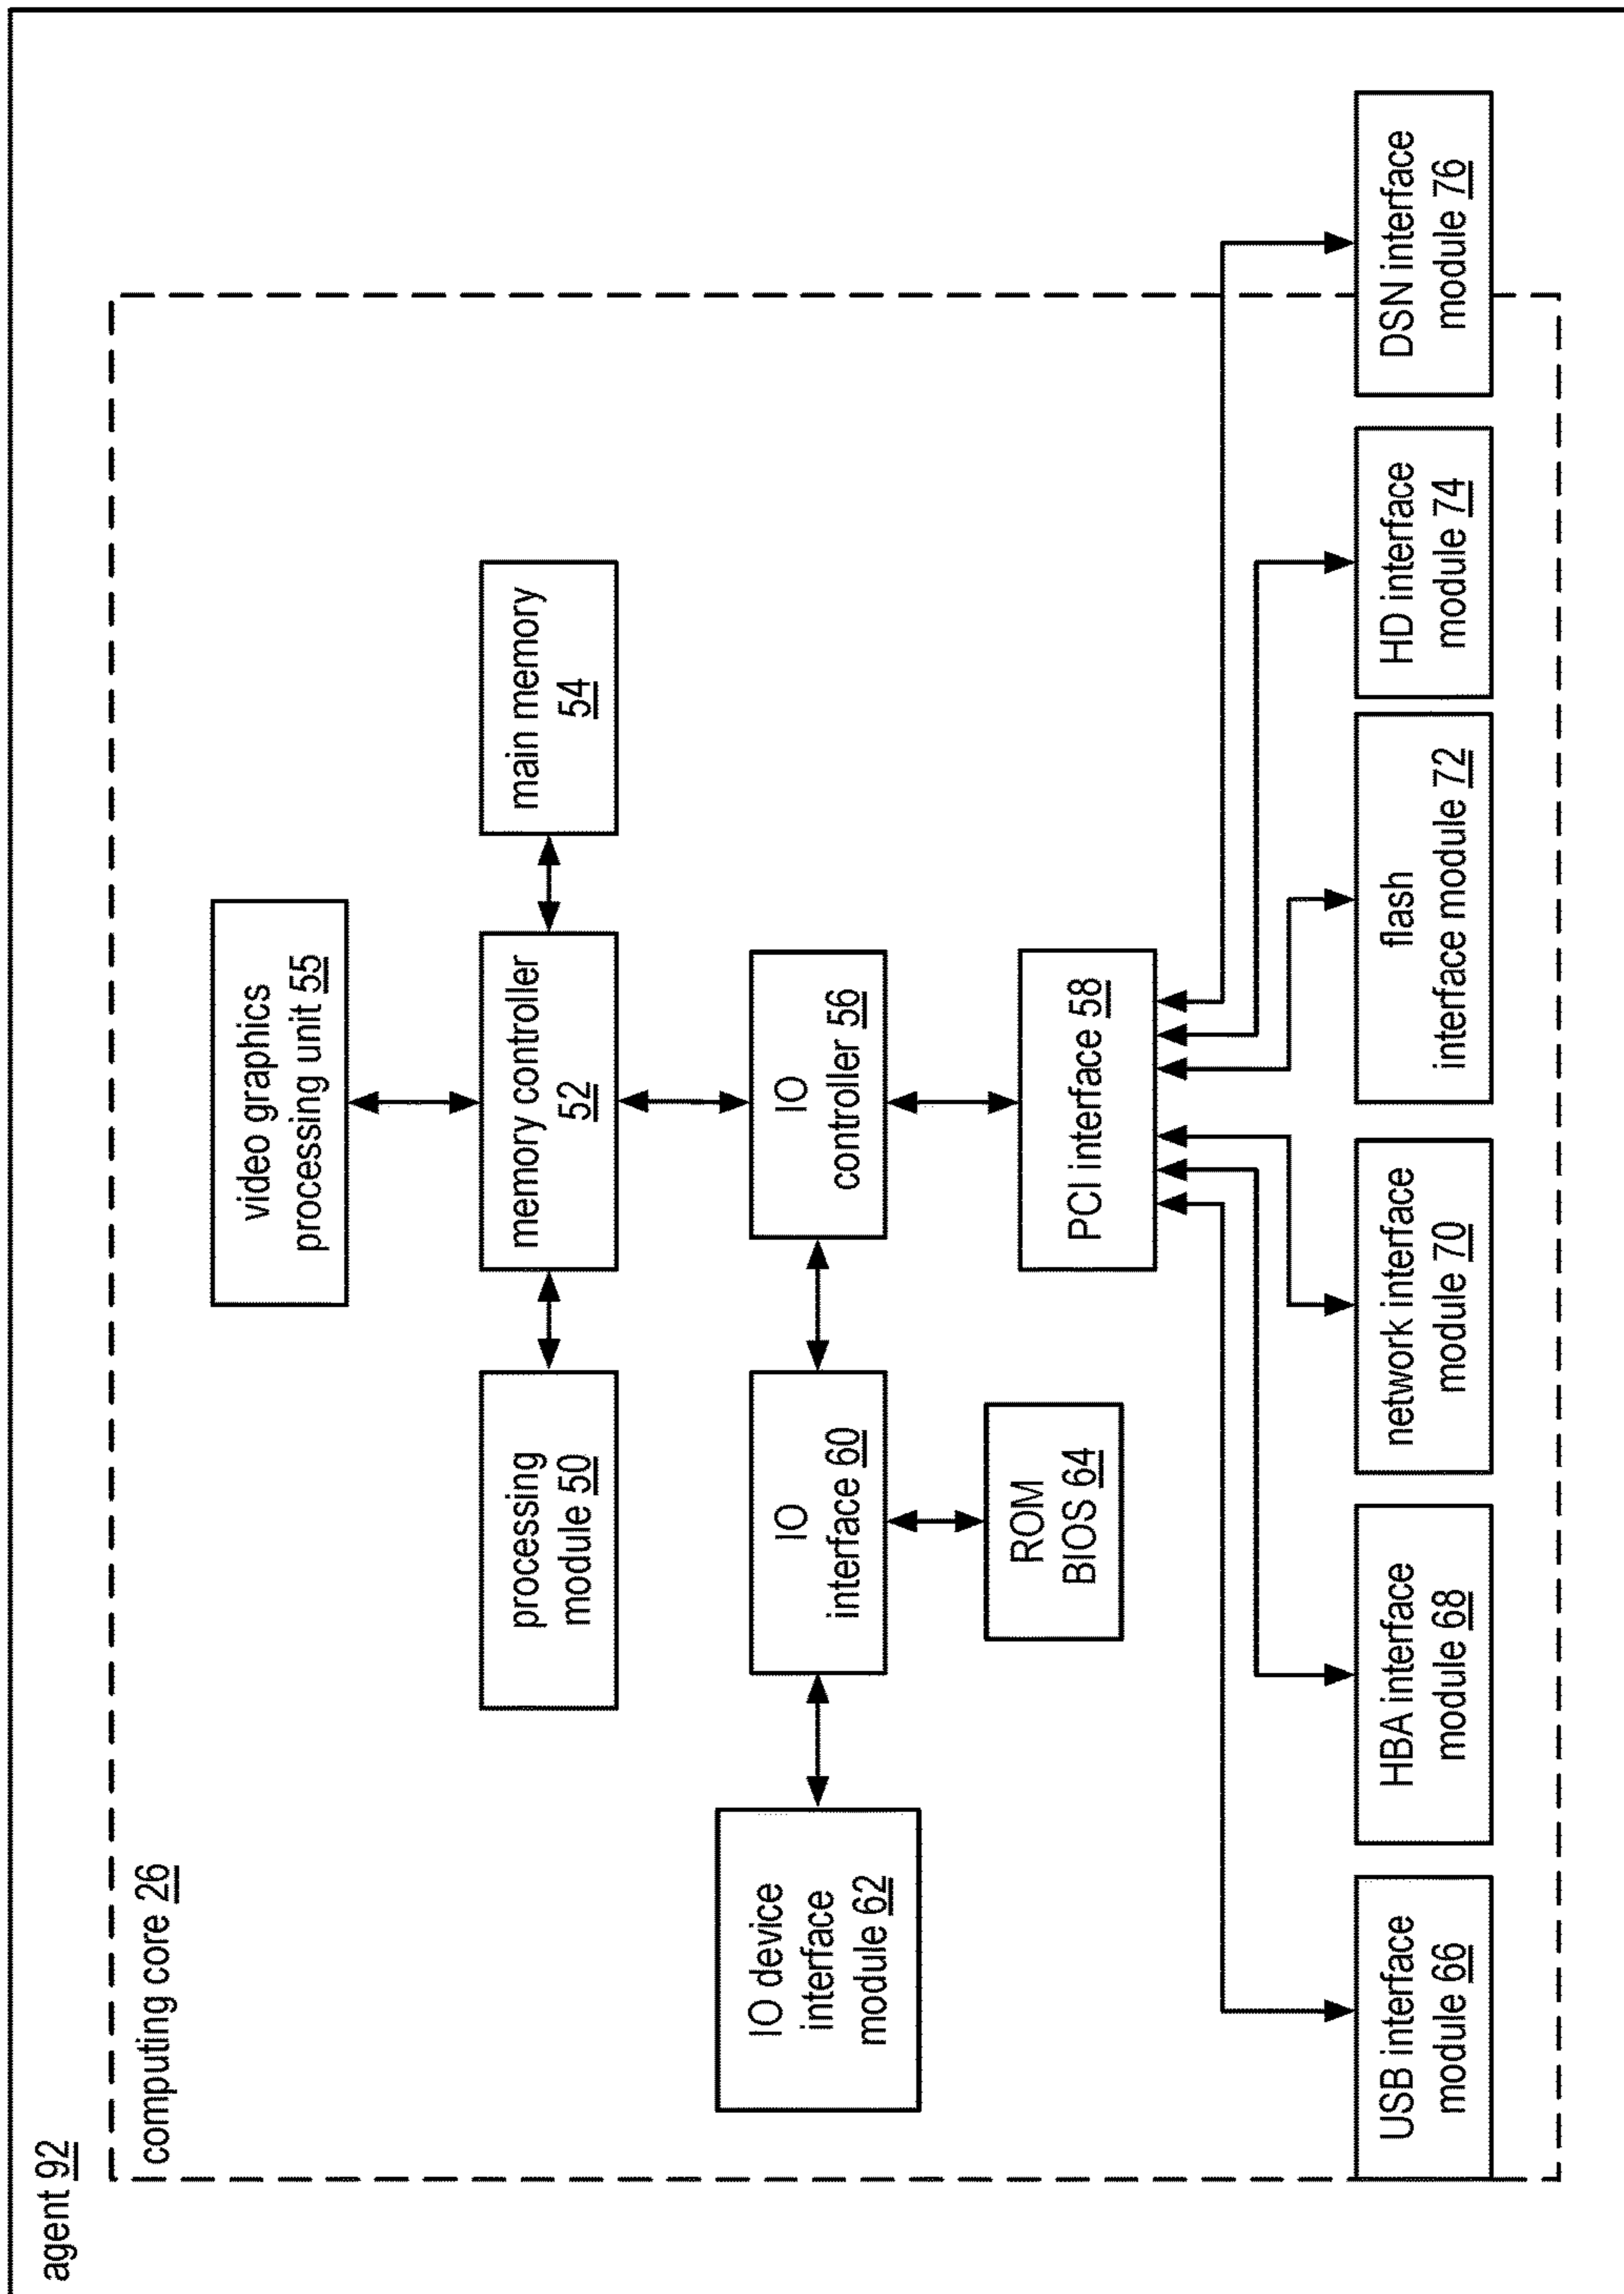 agent 92
computing core 26
video graphics
processing unit 55
processing
module 50
memory controller
52
main memory
54
IO device
interface
module 62
IO
interface 60
IO
controller 56
ROM
BIOS 64
PCI interface 58
USB interface
module 66
HBA interface
module 68
network interface
module 70
flash
interface module 72
HD interface
module 74
DSN interface
module 76